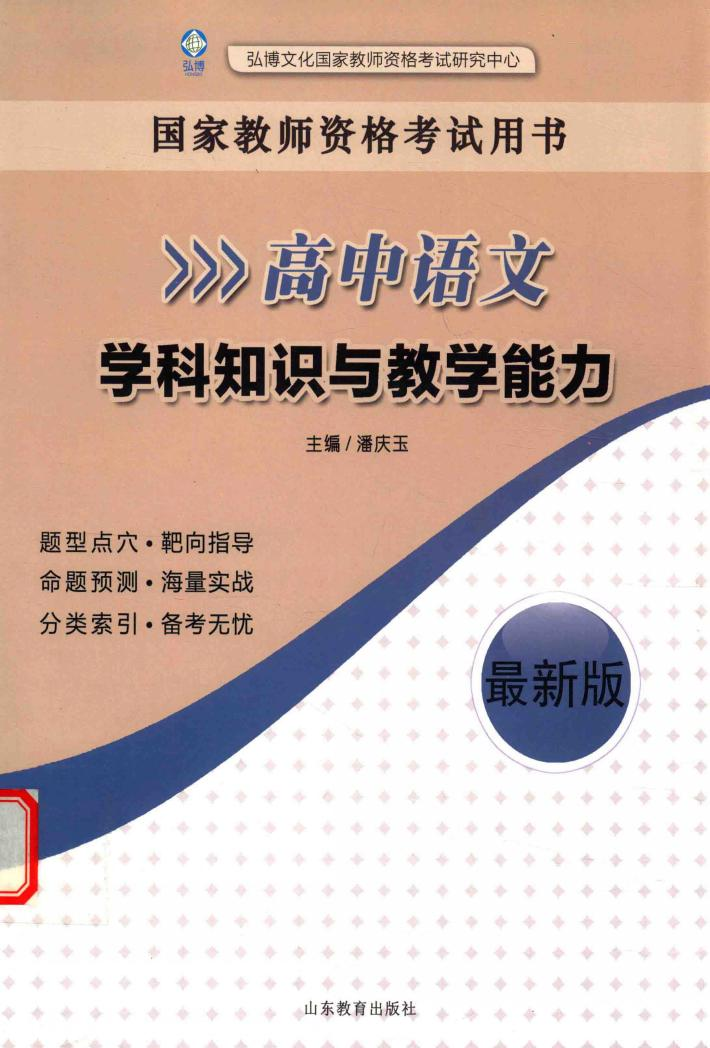 弘博
HONGBO
弘博文化国家教师资格考试研究中心
国家教师资格考试用书
高中语文
学科知识与教学能力
主编/潘庆玉
题型点穴·靶向指导
命题预测·海量实战
分类索引·备考无忧
最新版
山东教育出版社